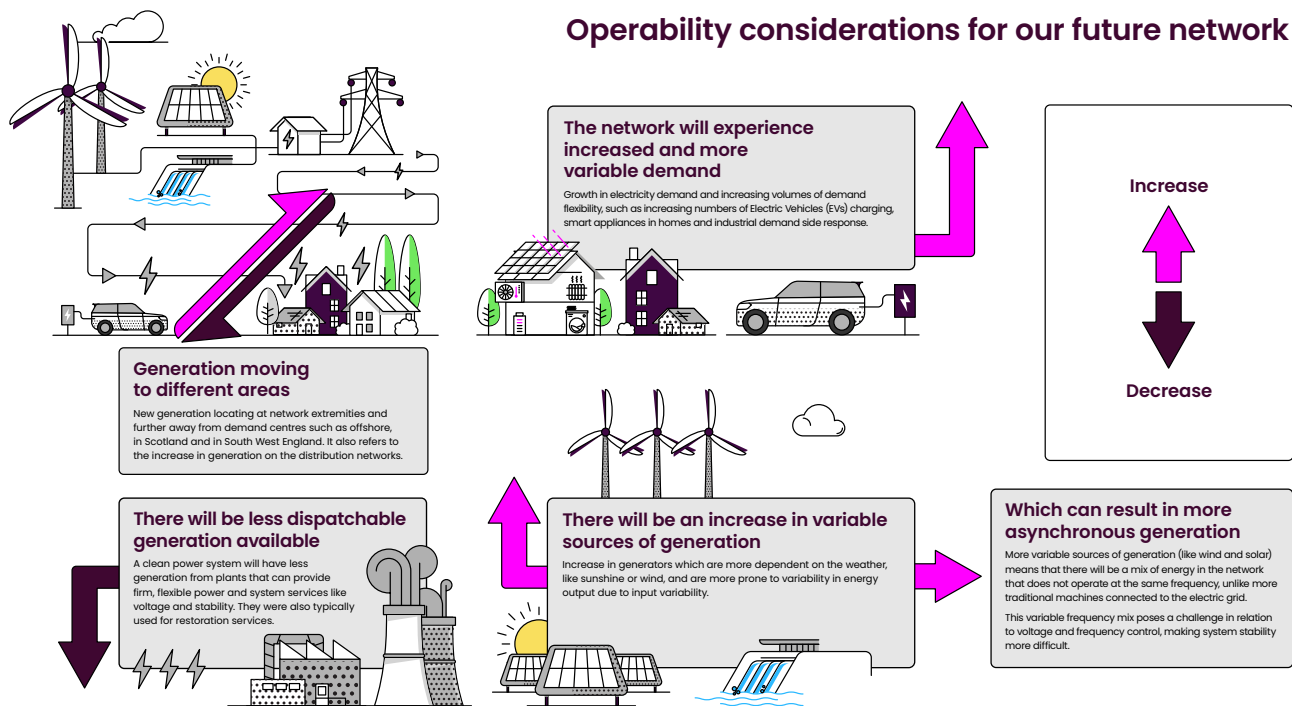 Operability considerations for our future network
The network will experience
increased and more
variable demand
Growth in electricity demand and increasing volumes of demand
flexibility, such as increasing numbers of Electric Vehicles (EVs) charging,
smart appliances in homes and industrial demand side response.
Increase
Decrease
Generation moving
to different areas
New generation locating at network extremities and
further away from demand centres such as offshore,
in Scotland and in South West England. It also refers to
the increase in generation on the distribution networks.
There will be less dispatchable
generation available
A clean power system will have less
generation from plants that can provide
firm, flexible power and system services like
voltage and stability. They were also typically
used for restoration services.
There will be an increase in variable
sources of generation
Increase in generators which are more dependent on the weather,
like sunshine or wind, and are more prone to variability in energy
output due to input variability.
Which can result in more
asynchronous generation
More variable sources of generation (like wind and solar)
means that there will be a mix of energy in the network
that does not operate at the same frequency, unlike more
traditional machines connected to the electric grid.
This variable frequency mix poses a challenge in relation
to voltage and frequency control, making system stability
more difficult.